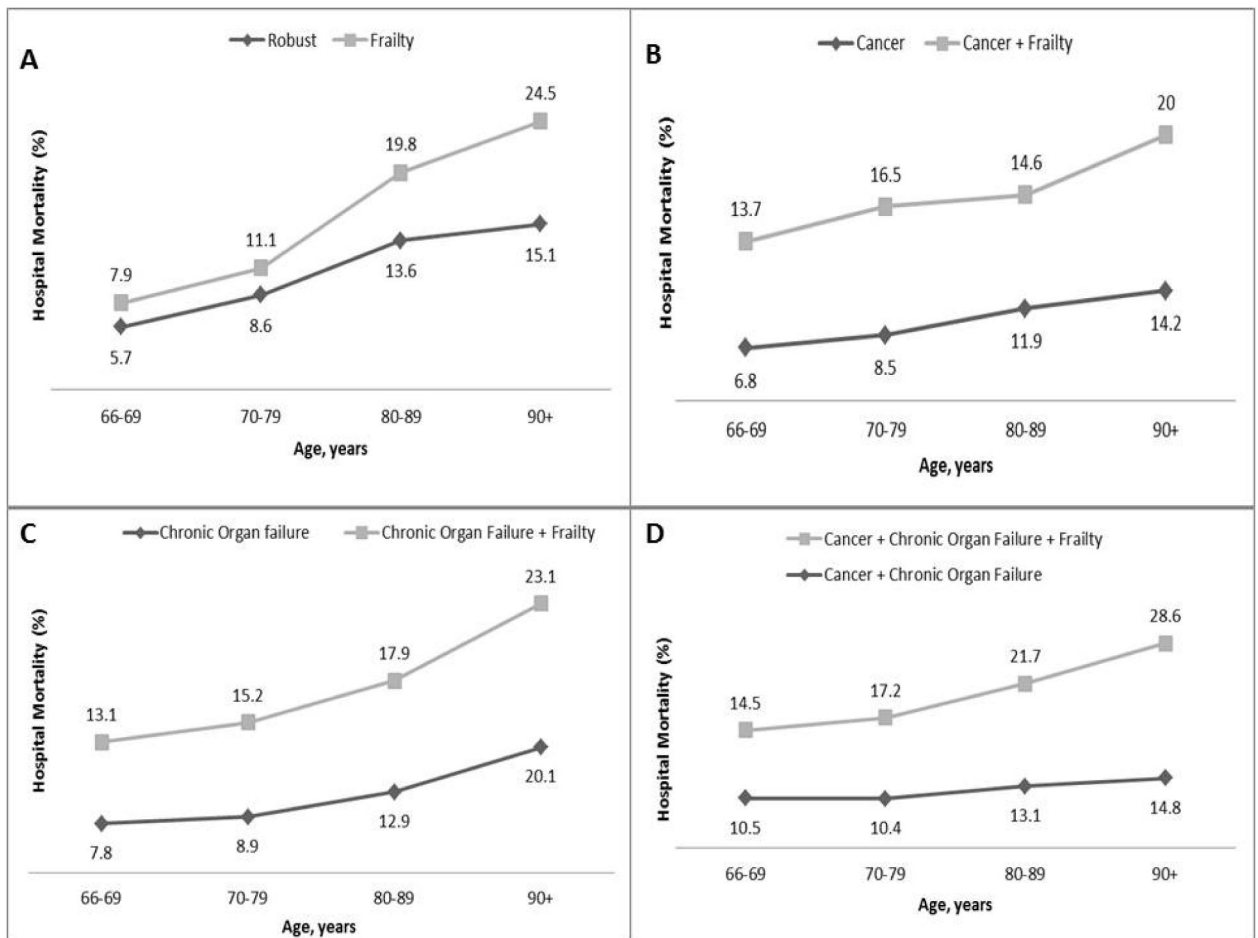 A
Robust Frailty
Hospital Mortality (%)
24.5
19.8
11.1
7.9
15.1
13.6
8.6
5.7
66-69 70-79 80-89 90+
Age, years
B
Cancer Cancer + Frailty
Hospital Mortality (%)
20
14.6
16.5
13.7
14.2
11.9
8.5
6.8
66-69 70-79 80-89 90+
Age, years
C
Chronic Organ failure Chronic Organ Failure + Frailty
Hospital Mortality (%)
23.1
17.9
15.2
13.1
20.1
12.9
8.9
7.8
66-69 70-79 80-89 90+
Age, years
D
Cancer + Chronic Organ Failure + Frailty
Cancer + Chronic Organ Failure
Hospital Mortality (%)
28.6
21.7
17.2
14.5
14.8
13.1
10.4
10.5
66-69 70-79 80-89 90+
Age, years